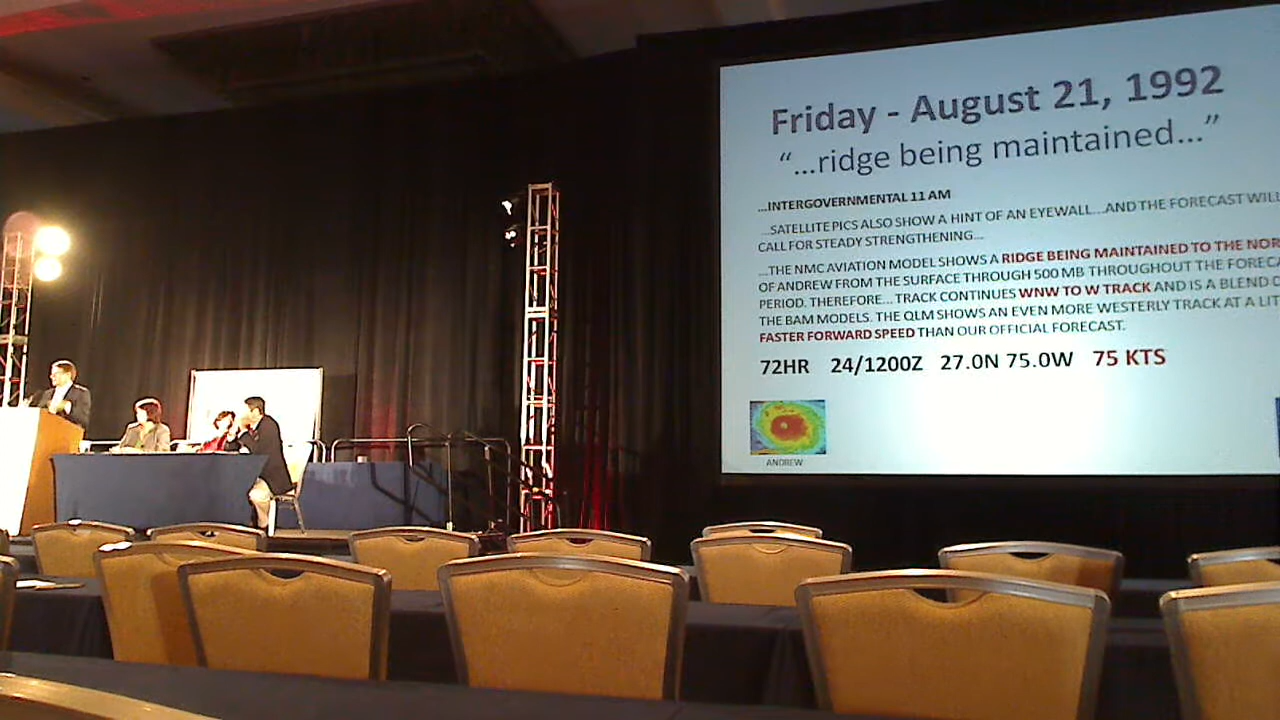 Friday - August 21, 1992
“...ridge being maintained...”
...INTERGOVERNMENTAL 11 AM
...SATELLITE PICS ALSO SHOW A HINT OF AN EYEWALL...AND THE FORECAST WILL
CALL FOR STEADY STRENGTHENING...
...THE NMC AVIATION MODEL SHOWS A RIDGE BEING MAINTAINED TO THE NOR
OF ANDREW FROM THE SURFACE THROUGH 500 MB THROUGHOUT THE FORECA
PERIOD. THEREFORE...TRACK CONTINUES WNW TO W TRACK AND IS A BLEND O
THE BAM MODELS. THE QLM SHOWS AN EVEN MORE WESTERLY TRACK AT A LIT
FASTER FORWARD SPEED THAN OUR OFFICIAL FORECAST.
72HR 24/1200Z 27.0N 75.0W 75 KTS
ANDREW